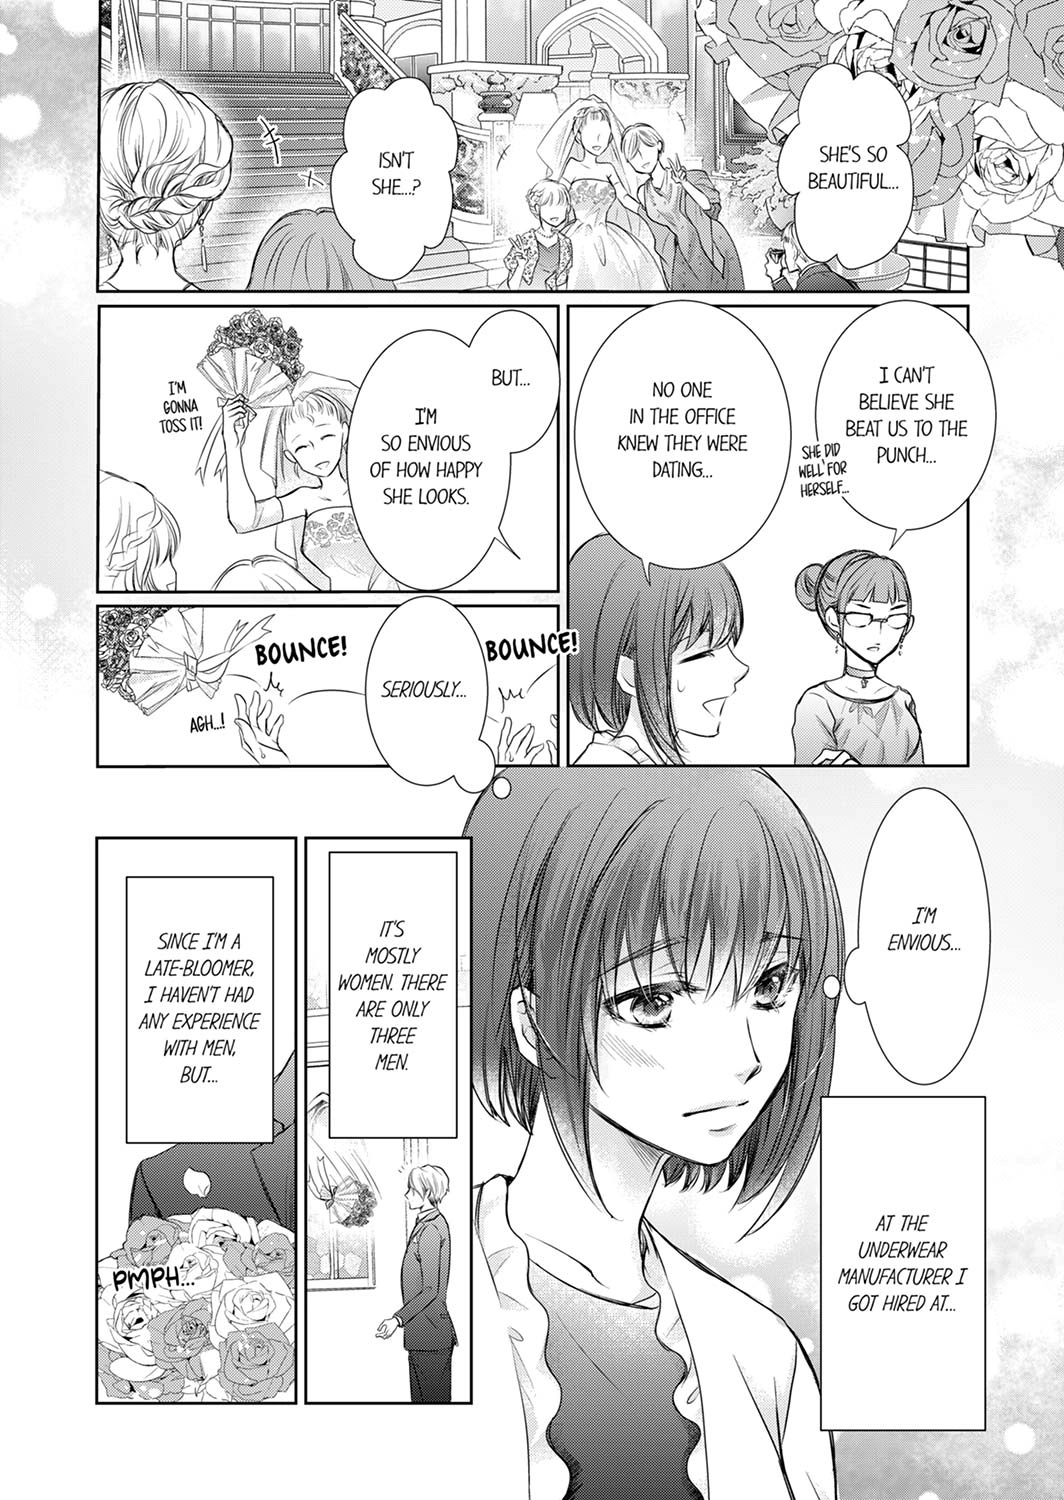 SHE'S SO
BEAUTIFUL...
ISN'T
SHE...?
I CAN'T
BELIEVE SHE
BEAT US TO THE
PUNCH...
SHE DID
WELL FOR
HERSELF...
NO ONE
IN THE OFFICE
KNEW THEY WERE
DATING...
BUT...
I'M
SO ENVIOUS
OF HOW HAPPY
SHE LOOKS.
I'M
GONNA
TOSS IT!
BOUNCE!
SERIOUSLY...
BOUNCE!
AGH..!
I'M
ENVIOUS...
AT THE
UNDERWEAR
MANUFACTURER I
GOT HIRED AT...
IT'S
MOSTLY
WOMEN. THERE
ARE ONLY
THREE
MEN.
SINCE I'M A
LATE-BLOOMER,
I HAVEN'T HAD
ANY EXPERIENCE
WITH MEN,
BUT...
PMPH...